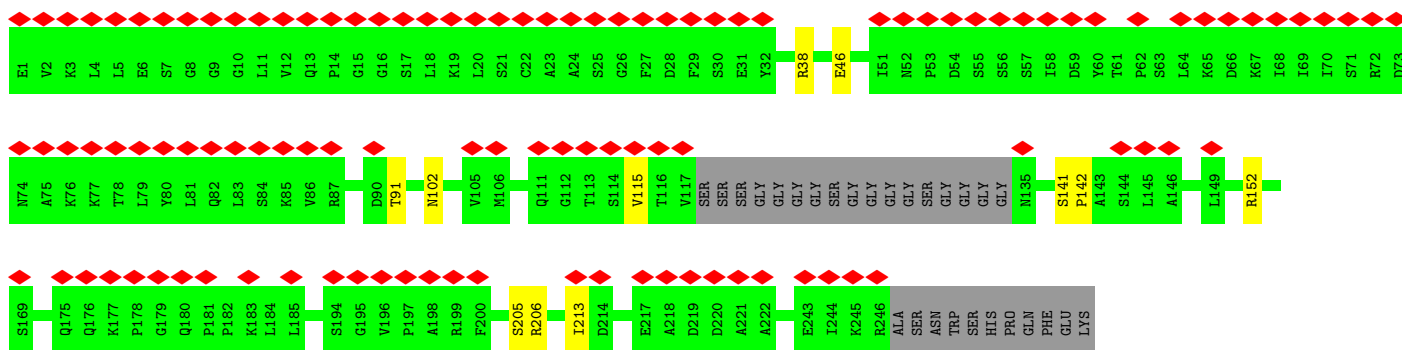 E1 V2 K3 L4 L5 E6 S7 G8 G9 G10 L11 V12 Q13 P14 G15 G16 S17 L18 K19 L20 S21 C22 A23 A24 S25 G26 F27 D28 F29 S30 E31 Y32 R38 E46 I51 N52 P53 D54 S55 S56 S57 I58 D59 Y60 T61 P62 S63 L64 K65 D66 K67 I68 I69 I70 S71 R72 D73
N74 A75 K76 K77 T78 L79 Y80 L81 Q82 L83 S84 K85 V86 R87 D90 T91 N102 V105 M106 Q111 G112 T113 S114 V115 T116 V117 SER SER SER GLY GLY GLY GLY SER GLY GLY GLY GLY SER GLY GLY GLY GLY N135 S141 P142 A143 S144 L145 A146 L149 R152
S169 Q175 Q176 K177 P178 G179 Q180 P181 P182 K183 L184 L185 S194 G195 V196 P197 A198 R199 F200 S205 R206 I213 D214 E217 A218 D219 D220 A221 A222 E243 I244 K245 R246 ALA SER ASN TRP SER HIS PRO GLN PHE GLU LYS